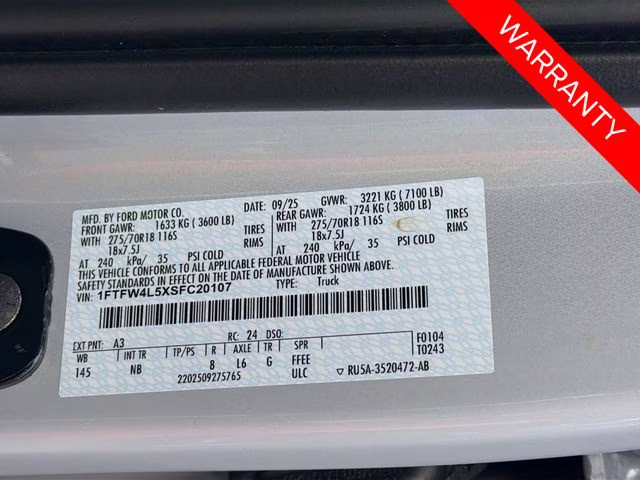 WARRANTY
MFD. BY FORD MOTOR CO. DATE: 09/25 GVWR: 3221 KG ( 7100 LB)
FRONT GAWR: 1633 KG ( 3600 LB) REAR GAWR: 1724 KG ( 3800 LB)
WITH 275/70R18 116S TIRES WITH 275/70R18 116S TIRES
18x7.5J RIMS 18x7.5J RIMS
AT 240 kPa/ 35 PSI COLD AT 240 kPa/ 35 PSI COLD
THIS VEHICLE CONFORMS TO ALL APPLICABLE FEDERAL MOTOR VEHICLE
SAFETY STANDARDS IN EFFECT ON THE DATE OF MANUFACTURE SHOWN ABOVE.
VIN: 1FTFW4L5XSFC20107 TYPE: Truck
EXT PNT: A3 RC: 24 DSO: F0104
WB INT TR TP/PS R AXLE TR SPR T0243
145 NB 8 L6 G FFEE
2202509275765 ULC ▽ RU5A-3520472-AB